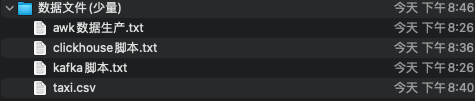 数据文件(少量) 今天 下午8:46
awk数据生产.txt 今天 下午8:26
clickhouse脚本.txt 今天 下午8:36
kafka脚本.txt 今天 下午8:26
taxi.csv 今天 下午8:40